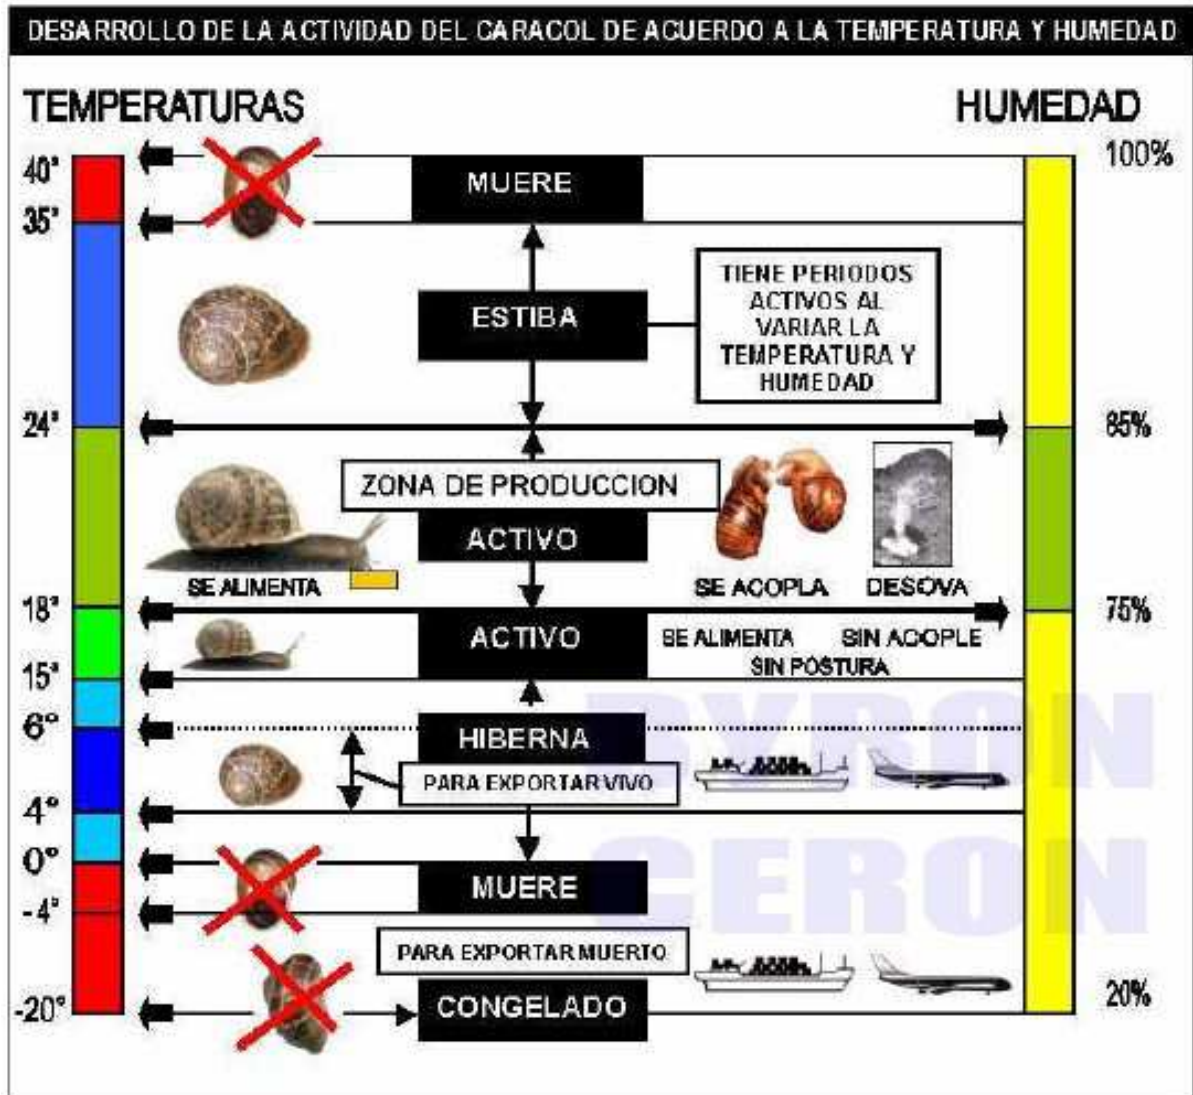 DESARROLLO DE LA ACTIVIDAD DEL CARACOL DE ACUERDO A LA TEMPERATURA Y HUMEDAD
TEMPERATURAS
HUMEDAD
40°
100%
MUERE
35°
TIENE PERIODOS
ACTIVOS AL
VARIAR LA
TEMPERATURA Y
HUMEDAD
ESTIBA
24°
85%
ZONA DE PRODUCCION
ACTIVO
SE ALIMENTA
SE ACOPLA
DESOVA
18°
75%
ACTIVO
SE ALIMENTA
SIN ACOPLE
SIN POSTURA
15°
6°
HIBERNA
PARA EXPORTAR VIVO
4°
0°
MUERE
-4°
PARA EXPORTAR MUERTO
-20°
CONGELADO
20%
BYRON
CERON